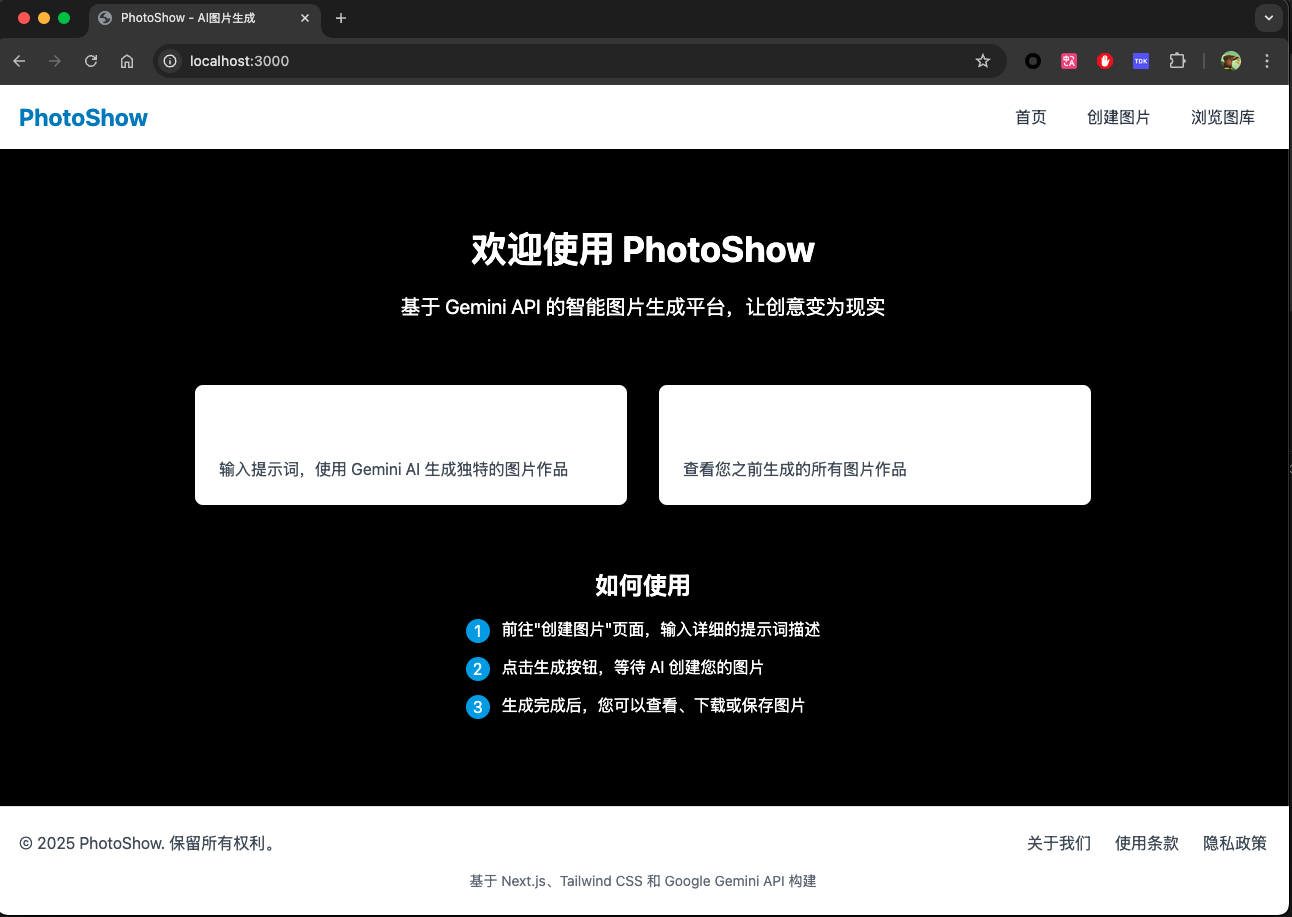 PhotoShow - AI图片生成
localhost:3000
中A
TDK
PhotoShow
首页 创建图片 浏览图库
欢迎使用 PhotoShow
基于 Gemini API 的智能图片生成平台，让创意变为现实
输入提示词，使用 Gemini AI 生成独特的图片作品
查看您之前生成的所有图片作品
如何使用
1 前往"创建图片"页面，输入详细的提示词描述
2 点击生成按钮，等待 AI 创建您的图片
3 生成完成后，您可以查看、下载或保存图片
© 2025 PhotoShow. 保留所有权利。
关于我们 使用条款 隐私政策
基于 Next.js、Tailwind CSS 和 Google Gemini API 构建